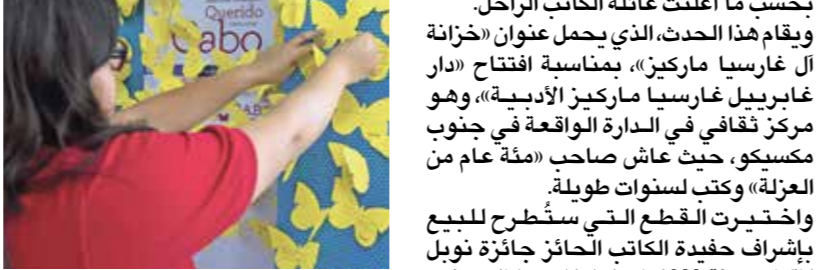 بحسب ما أعلنت عائلة الكاتب الراحل.
ويقام هذا الحدث، الذي يحمل عنوان «خزانة
آل غارسيا ماركيز»، بمناسبة افتتاح «دار
غابرييل غارسيا ماركيز الأدبية»، وهو
مركز ثقافي في الدارة الواقعة في جنوب
مكسيكو، حيث عاش صاحب «مئة عام من
العزلة» وكتب لسنوات طويلة.
واختيرت القطع التي ستُطرح للبيع
بإشراف حفيدة الكاتب الحائز جائزة نوبل
Querido
Gabo